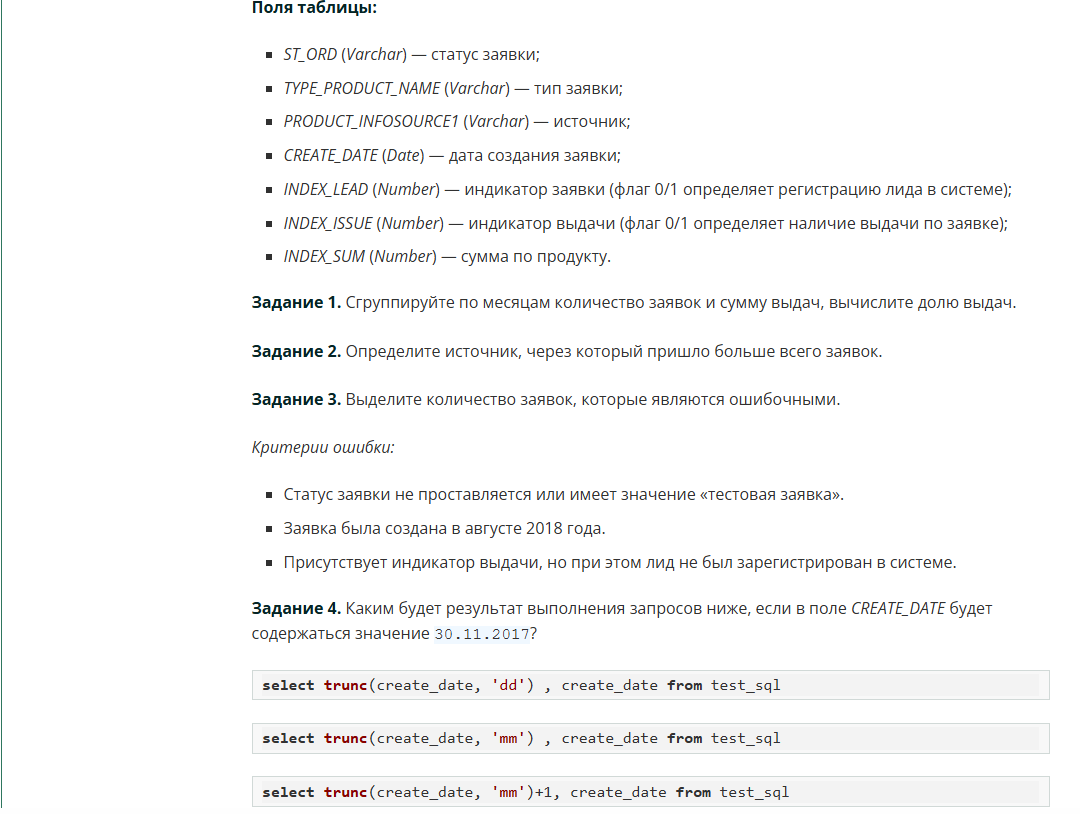 Поля таблицы:
ST_ORD (Varchar) — статус заявки;
TYPE_PRODUCT_NAME (Varchar) — тип заявки;
PRODUCT_INFOSOURCE1 (Varchar) — источник;
CREATE_DATE (Date) — дата создания заявки;
INDEX_LEAD (Number) — индикатор заявки (флаг 0/1 определяет регистрацию лида в системе);
INDEX_ISSUE (Number) — индикатор выдачи (флаг 0/1 определяет наличие выдачи по заявке);
INDEX_SUM (Number) — сумма по продукту.
Задание 1. Сгруппируйте по месяцам количество заявок и сумму выдач, вычислите долю выдач.
Задание 2. Определите источник, через который пришло больше всего заявок.
Задание 3. Выделите количество заявок, которые являются ошибочными.
Критерии ошибки:
Статус заявки не проставляется или имеет значение «тестовая заявка».
Заявка была создана в августе 2018 года.
Присутствует индикатор выдачи, но при этом лид не был зарегистрирован в системе.
Задание 4. Каким будет результат выполнения запросов ниже, если в поле CREATE_DATE будет
содержаться значение 30.11.2017?
select trunc(create_date, 'dd') , create_date from test_sql
select trunc(create_date, 'mm') , create_date from test_sql
select trunc(create_date, 'mm')+1, create_date from test_sql